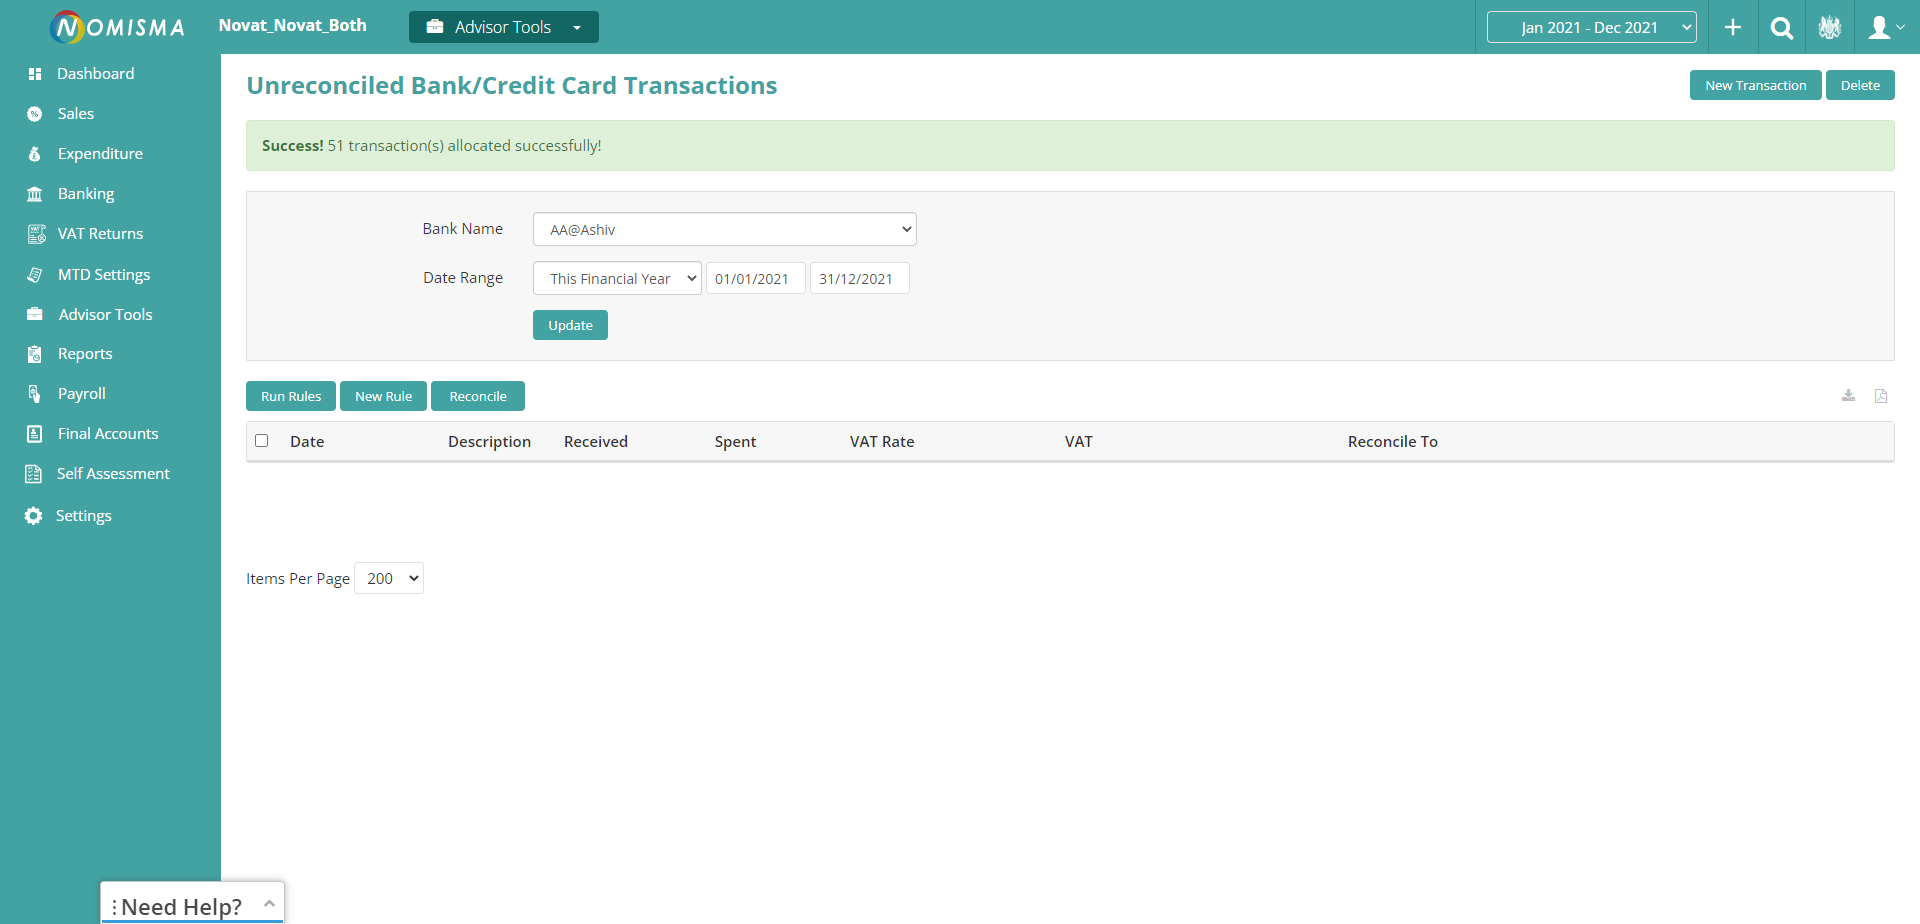 NOMISMA
Novat_Novat_Both
Advisor Tools
Jan 2021 - Dec 2021
Dashboard
Sales
Expenditure
Banking
VAT Returns
MTD Settings
Advisor Tools
Reports
Payroll
Final Accounts
Self Assessment
Settings
Unreconciled Bank/Credit Card Transactions
New Transaction
Delete
Success! 51 transaction(s) allocated successfully!
Bank Name AA@Ashiv
Date Range This Financial Year 01/01/2021 31/12/2021
Update
Run Rules New Rule Reconcile
Date Description Received Spent VAT Rate VAT Reconcile To
Items Per Page 200
Need Help?